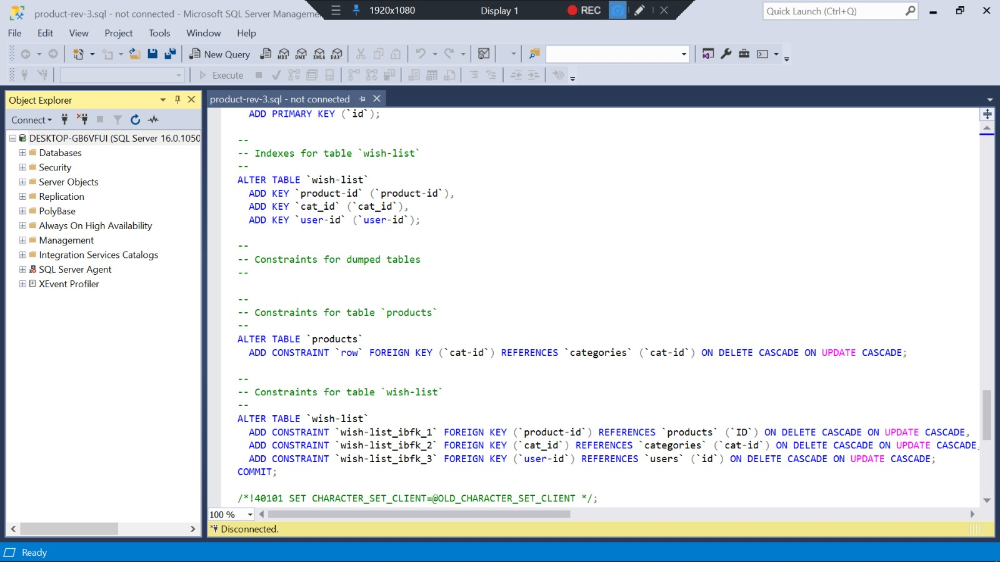 product-rev-3.sql - not connected - Microsoft SQL Server Manageme
1920x1080
Display 1
REC
Quick Launch (Ctrl+Q)
File Edit View Project Tools Window Help
New Query
MDX
DMX
XMLA
DAX
Execute
Object Explorer
Connect
DESKTOP-GB6VFUI (SQL Server 16.0.1050
Databases
Security
Server Objects
Replication
PolyBase
Always On High Availability
Management
Integration Services Catalogs
SQL Server Agent
XEvent Profiler
product-rev-3.sql - not connected
ADD PRIMARY KEY (`id`);
--
-- Indexes for table `wish-list`
--
ALTER TABLE `wish-list`
ADD KEY `product-id` (`product-id`),
ADD KEY `cat_id` (`cat_id`),
ADD KEY `user-id` (`user-id`);
--
-- Constraints for dumped tables
--
--
-- Constraints for table `products`
--
ALTER TABLE `products`
ADD CONSTRAINT `row` FOREIGN KEY (`cat-id`) REFERENCES `categories` (`cat-id`) ON DELETE CASCADE ON UPDATE CASCADE;
--
-- Constraints for table `wish-list`
--
ALTER TABLE `wish-list`
ADD CONSTRAINT `wish-list_ibfk_1` FOREIGN KEY (`product-id`) REFERENCES `products` (`ID`) ON DELETE CASCADE ON UPDATE CASCADE,
ADD CONSTRAINT `wish-list_ibfk_2` FOREIGN KEY (`cat_id`) REFERENCES `categories` (`cat-id`) ON DELETE CASCADE ON UPDATE CASCADE,
ADD CONSTRAINT `wish-list_ibfk_3` FOREIGN KEY (`user-id`) REFERENCES `users` (`id`) ON DELETE CASCADE ON UPDATE CASCADE;
COMMIT;
/*!40101 SET CHARACTER_SET_CLIENT=@OLD_CHARACTER_SET_CLIENT */;
100 %
Disconnected.
Ready